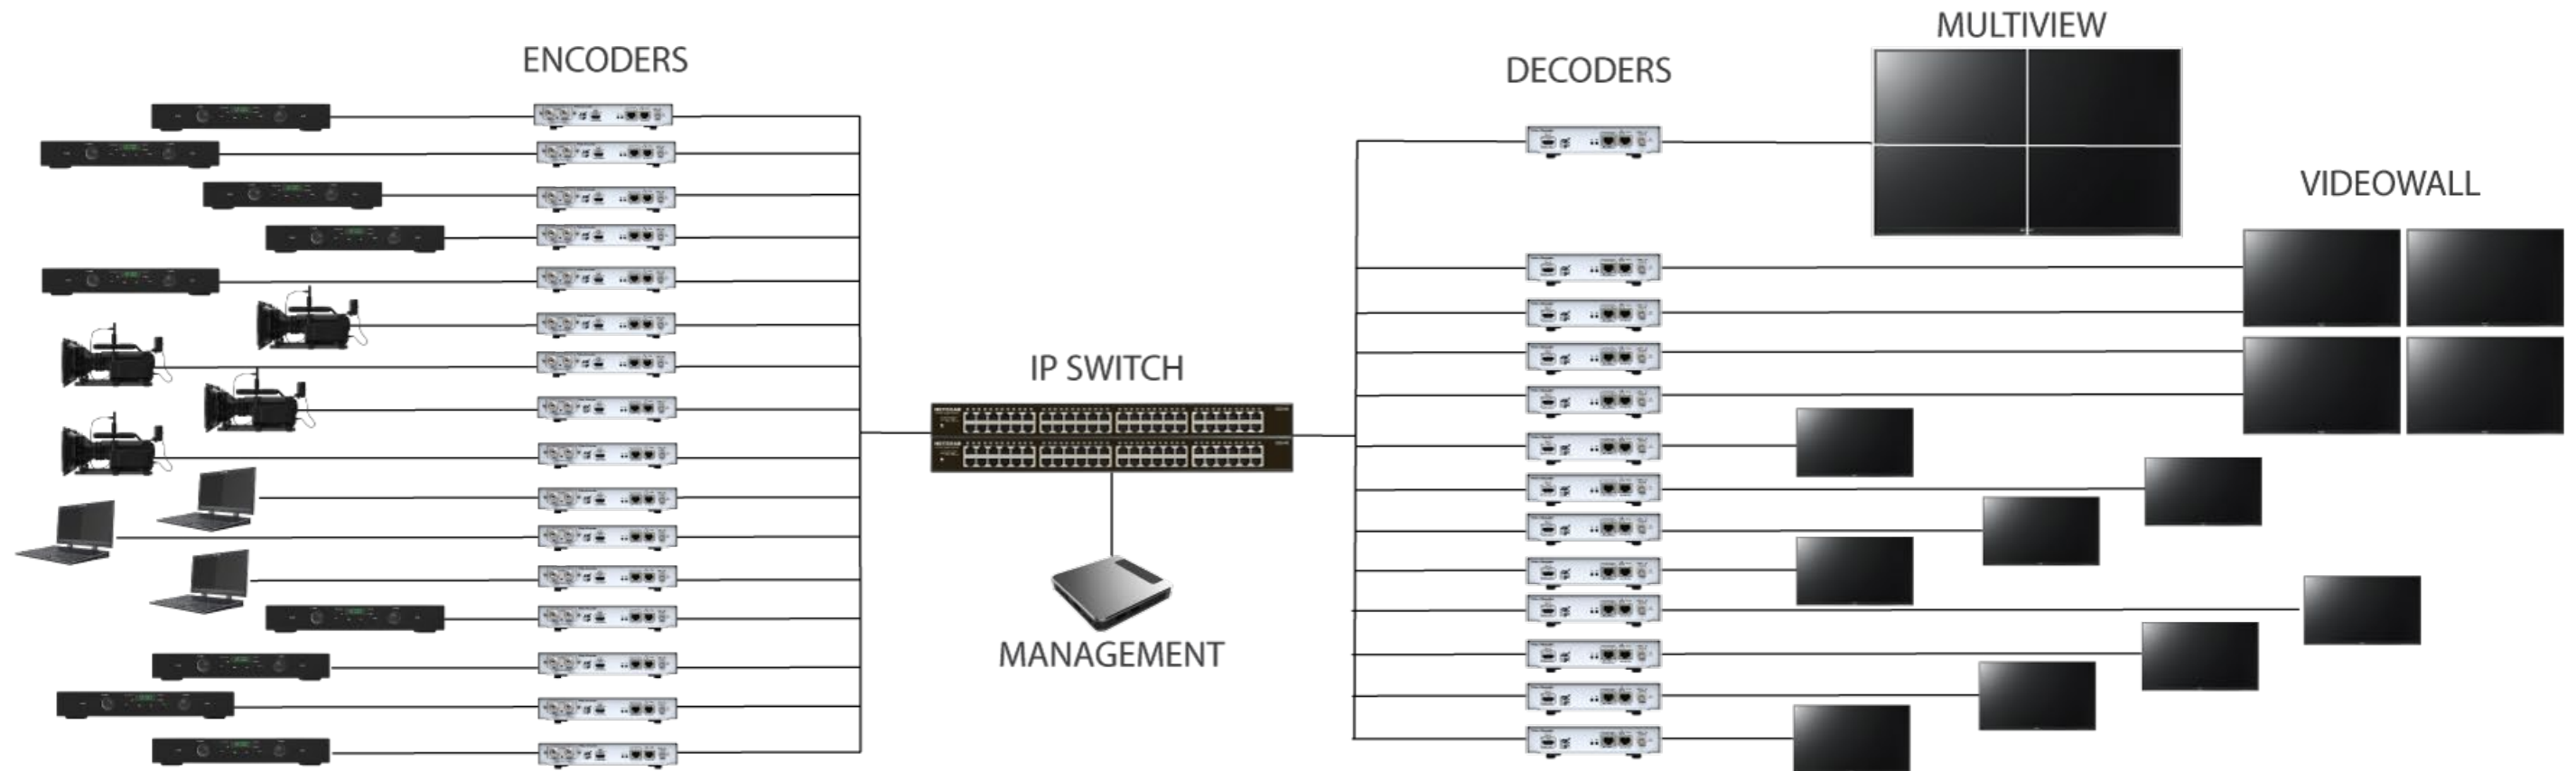 ENCODERS
DECODERS
MULTIVIEW
VIDEOWALL
IP SWITCH
MANAGEMENT